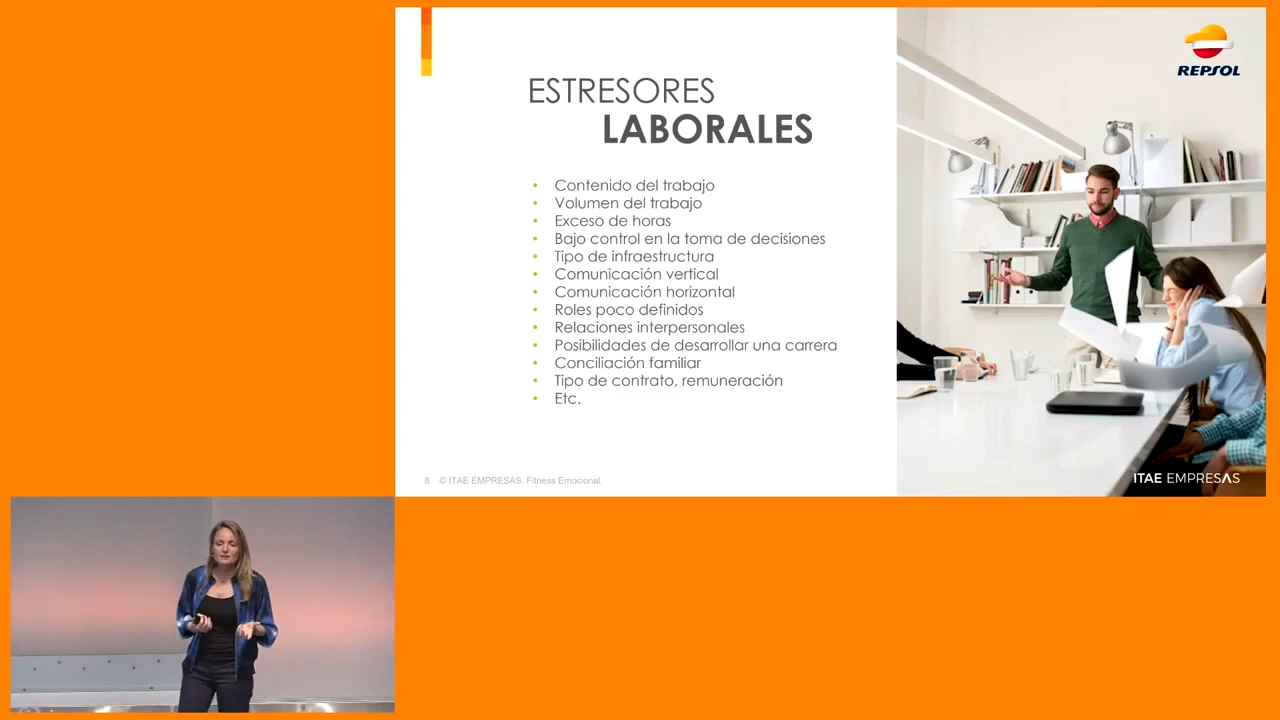 REPSOL
ESTRESORES
LABORALES
• Contenido del trabajo
• Volumen del trabajo
• Exceso de horas
• Bajo control en la toma de decisiones
• Tipo de infraestructura
• Comunicación vertical
• Comunicación horizontal
• Roles poco definidos
• Relaciones interpersonales
• Posibilidades de desarrollar una carrera
• Conciliación familiar
• Tipo de contrato, remuneración
• Etc.
8 © ITAE EMPRESAS. Fitness Emocional.
ITAE EMPRESAS